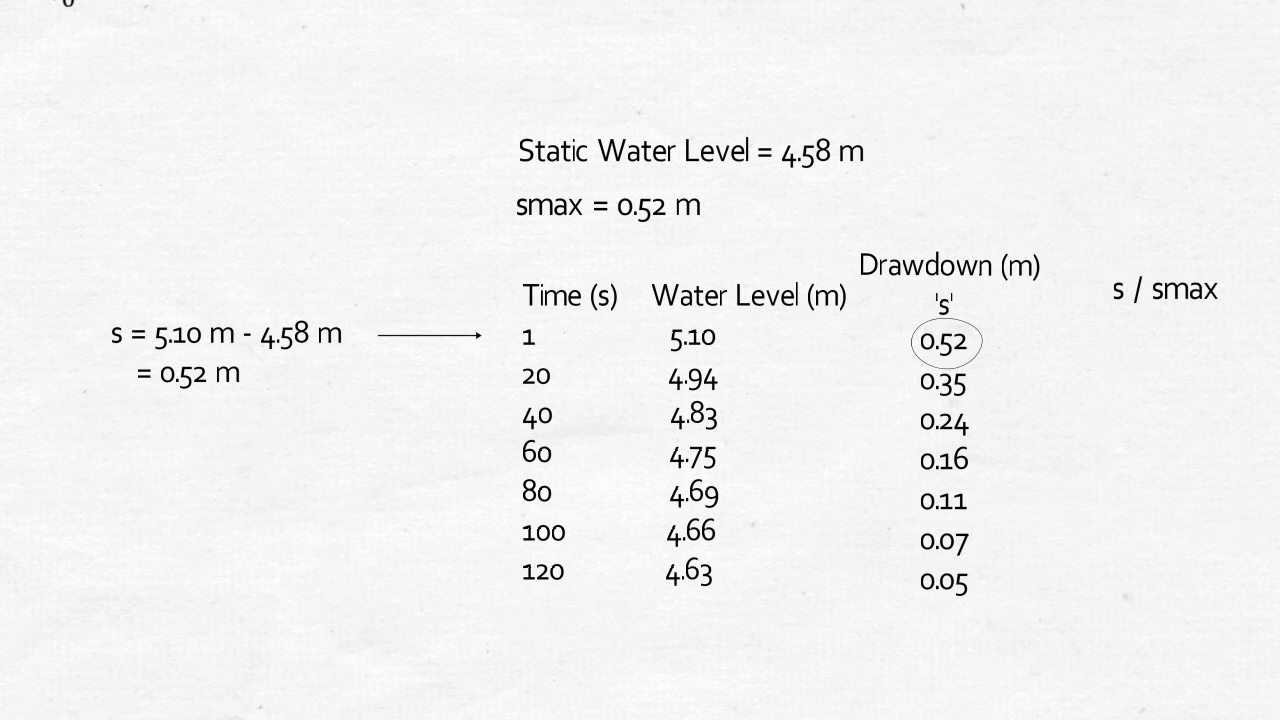 Static Water Level = 4.58 m
smax = 0.52 m
Time (s) Water Level (m) Drawdown (m) 's' s / smax
s = 5.10 m - 4.58 m
= 0.52 m
1 5.10 0.52
20 4.94 0.35
40 4.83 0.24
60 4.75 0.16
80 4.69 0.11
100 4.66 0.07
120 4.63 0.05